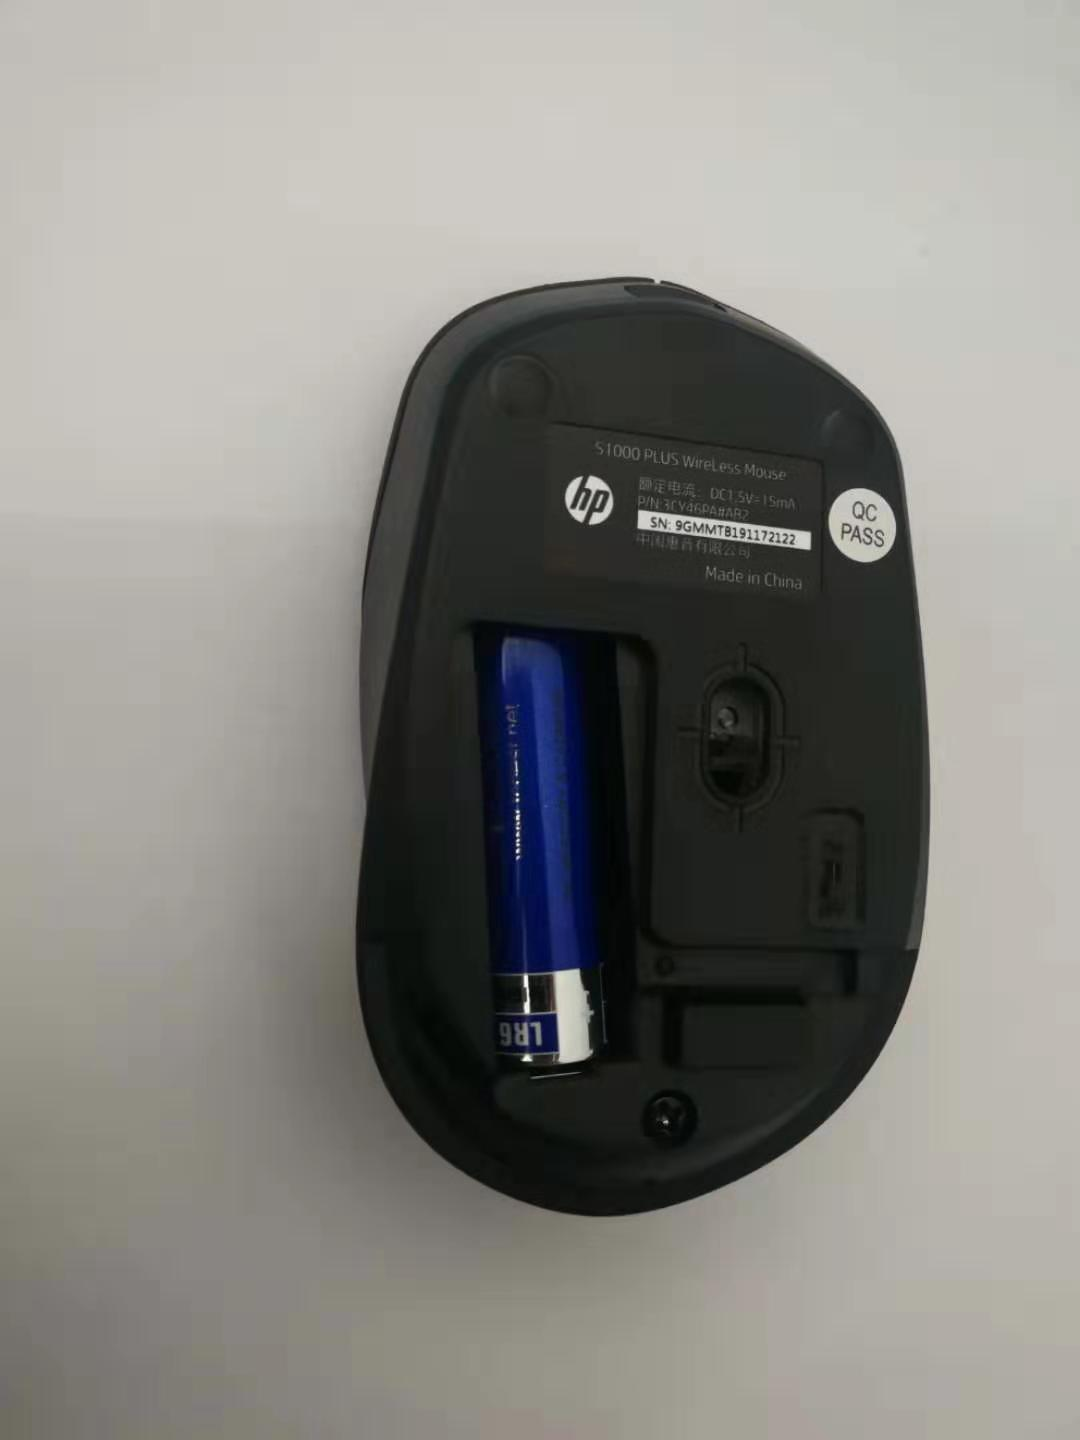 S1000 PLUS WireLess Mouse
hp
额定电流: DC1.5V=15mA
P/N:3CY46PA#AB2
SN: 9GMMTB191172122
中国惠普有限公司
Made in China
QC
PASS
LR6
+